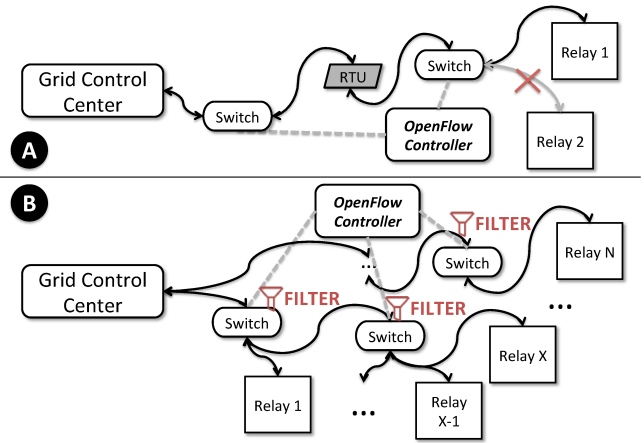 Grid Control
Center
Switch
RTU
Switch
Relay 1
OpenFlow
Controller
Relay 2
A
B
OpenFlow
Controller
FILTER
Switch
Relay N
Grid Control
Center
...
FILTER
Switch
FILTER
Switch
...
Relay X
Relay 1
...
Relay
X-1